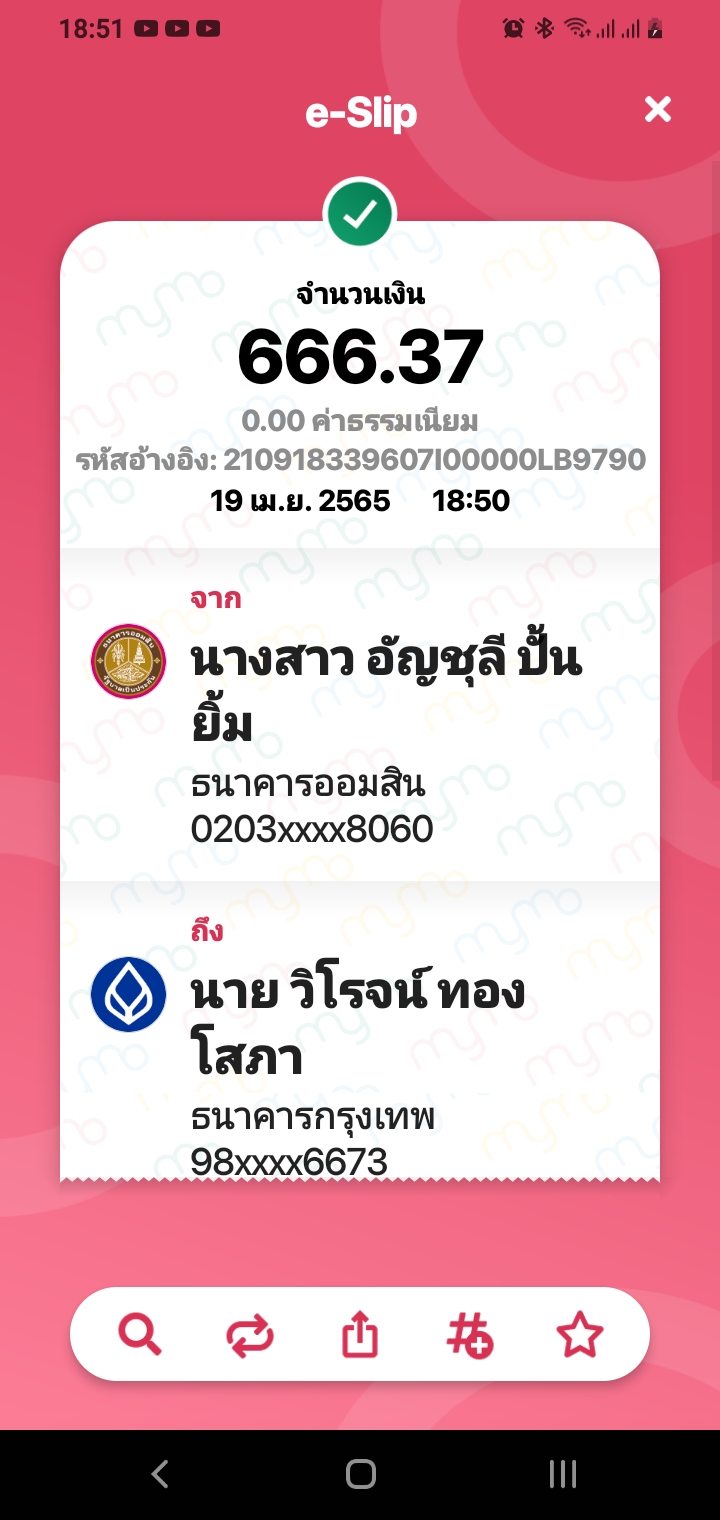 18:51
e-Slip
จำนวนเงิน
666.37
0.00 ค่าธรรมเนียม
รหัสอ้างอิง: 210918339607I00000LB9790
19 เม.ย. 2565 18:50
จาก
นางสาว อัญชุลี ปั้น
ยิ้ม
ธนาคารออมสิน
0203xxxx8060
ถึง
นาย วิโรจน์ ทอง
โสภา
ธนาคารกรุงเทพ
98xxxx6673